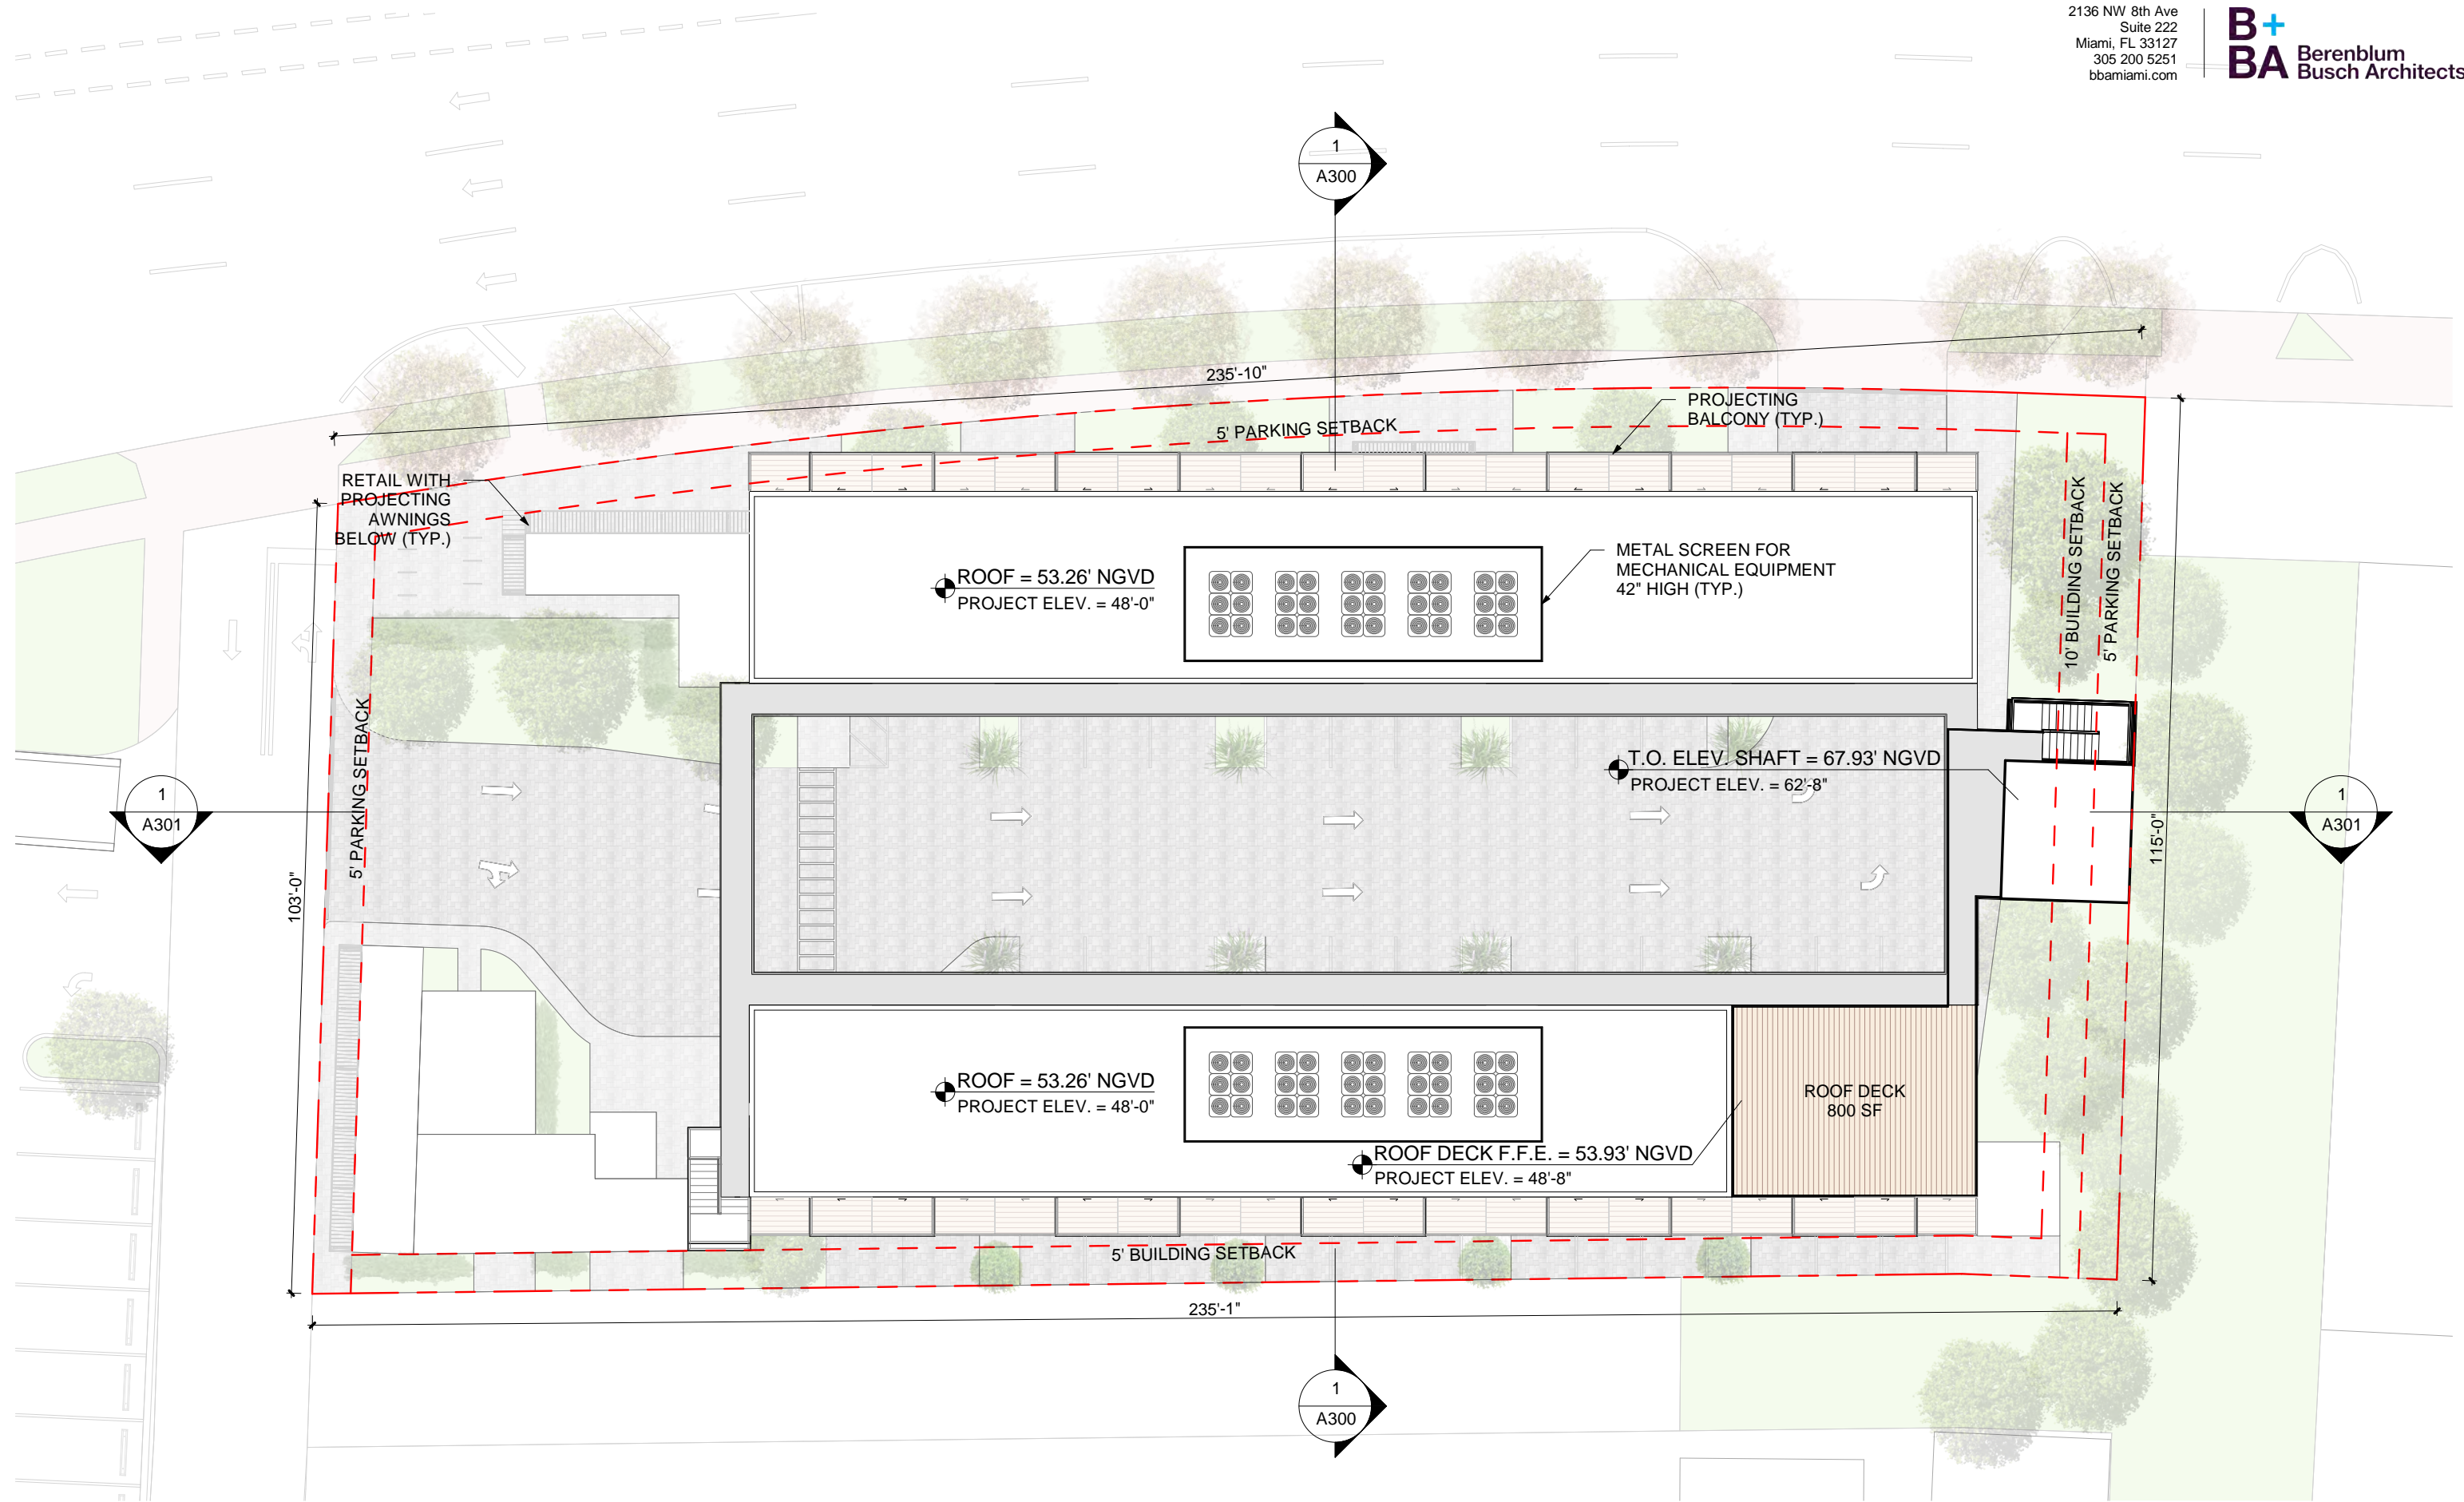 2136 NW 8th Ave
Suite 222
Miami, FL 33127
305 200 5251
bbamiami.com
B+
BA
Berenblum
Busch Architects
1
A300
235'-10"
PROJECTING
BALCONY (TYP.)
5' PARKING SETBACK
RETAIL WITH
PROJECTING
AWNINGS
BELOW (TYP.)
10' BUILDING SETBACK
5' PARKING SETBACK
METAL SCREEN FOR
MECHANICAL EQUIPMENT
42" HIGH (TYP.)
ROOF = 53.26' NGVD
PROJECT ELEV. = 48'-0"
5' PARKING SETBACK
T.O. ELEV. SHAFT = 67.93' NGVD
PROJECT ELEV. = 62'-8"
1
A301
1
A301
103'-0"
115'-0"
ROOF = 53.26' NGVD
PROJECT ELEV. = 48'-0"
ROOF DECK
800 SF
ROOF DECK F.F.E. = 53.93' NGVD
PROJECT ELEV. = 48'-8"
5' BUILDING SETBACK
235'-1"
1
A300